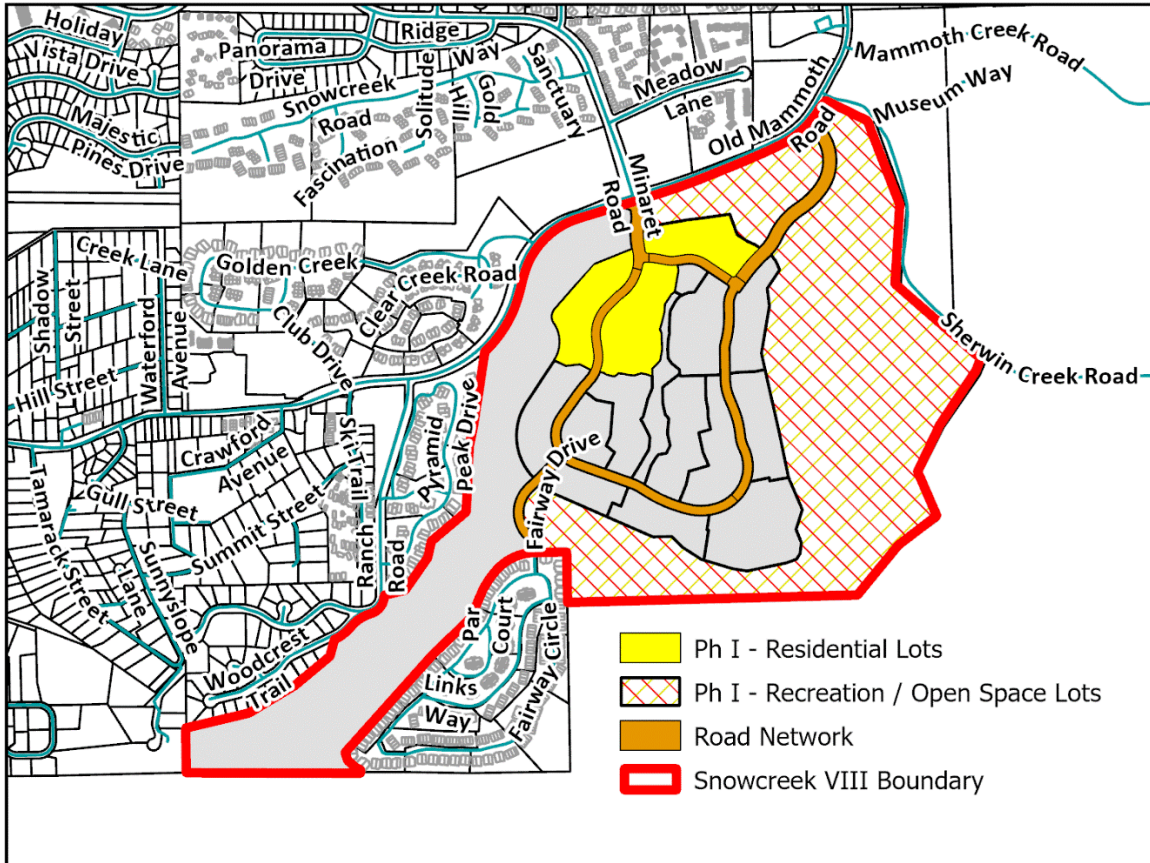 Holiday
Vista Drive
Majestic
Pines Drive
Panorama
Drive
Ridge
Way
Snowcreek
Road
Fascination
Solitude
Hill
Golp
Sanctuary
Meadow
Lane
Old Mammoth
Road
Mammoth Creek Road
Museum Way
Minaret
Road
Creek Lane
Golden Creek
Clear Creek Road
Club Drive
Shadow
Street
Waterford
Avenue
Hill Street
Crawford
Avenue
Gull Street
Summit Street
Tamarack Street
Sunnyslope
Lane
Ski Trail
Ranch
Road
Pyramid
Peak Drive
Woodcrest
Trail
Fairway Drive
Par
Court
Links
Way
Fairway Circle
Sherwin Creek Road
Ph I - Residential Lots
Ph I - Recreation / Open Space Lots
Road Network
Snowcreek VIII Boundary